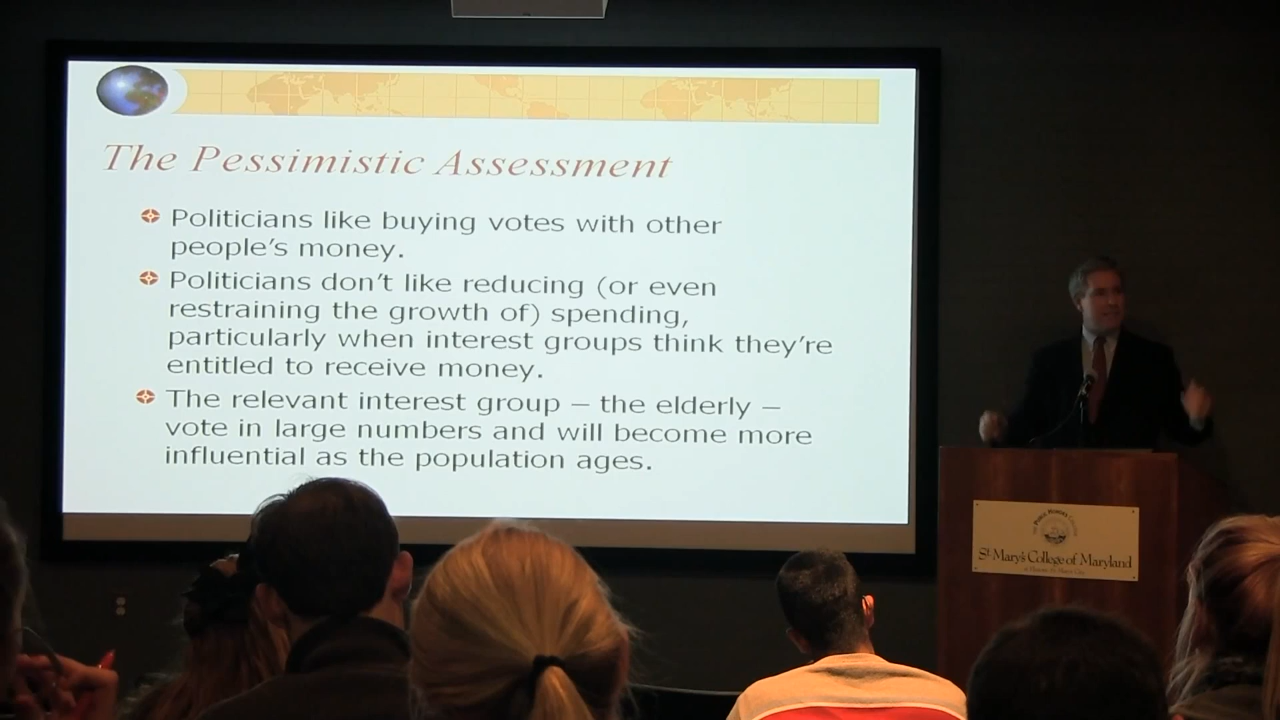 The Pessimistic Assessment
Politicians like buying votes with other
people's money.
Politicians don't like reducing (or even
restraining the growth of) spending,
particularly when interest groups think they're
entitled to receive money.
The relevant interest group – the elderly –
vote in large numbers and will become more
influential as the population ages.
St. Mary's College of Maryland